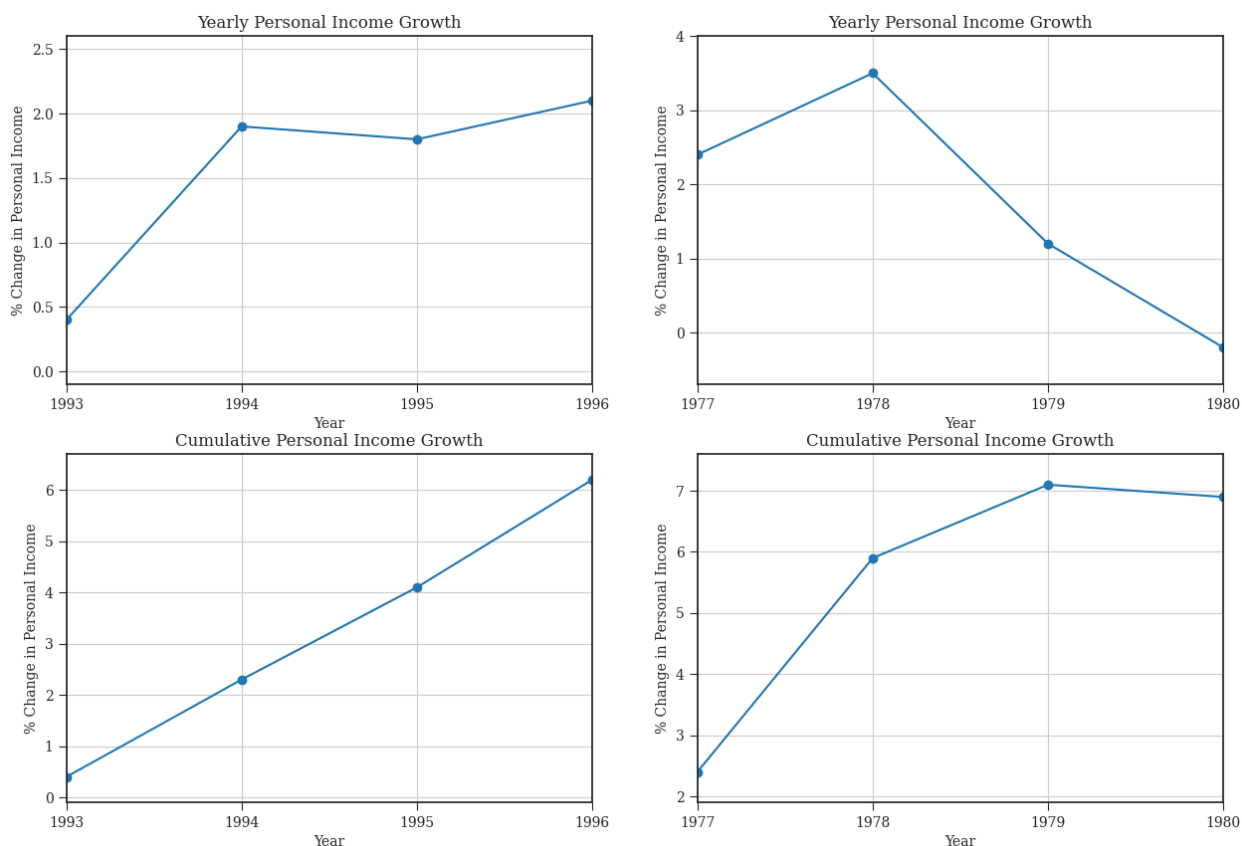 Yearly Personal Income Growth
% Change in Personal Income
2.5
2.0
1.5
1.0
0.5
0.0
1993 1994 1995 1996
Year
Yearly Personal Income Growth
% Change in Personal Income
4
3
2
1
0
1977 1978 1979 1980
Year
Cumulative Personal Income Growth
% Change in Personal Income
6
5
4
3
2
1
0
1993 1994 1995 1996
Year
Cumulative Personal Income Growth
% Change in Personal Income
7
6
5
4
3
2
1977 1978 1979 1980
Year